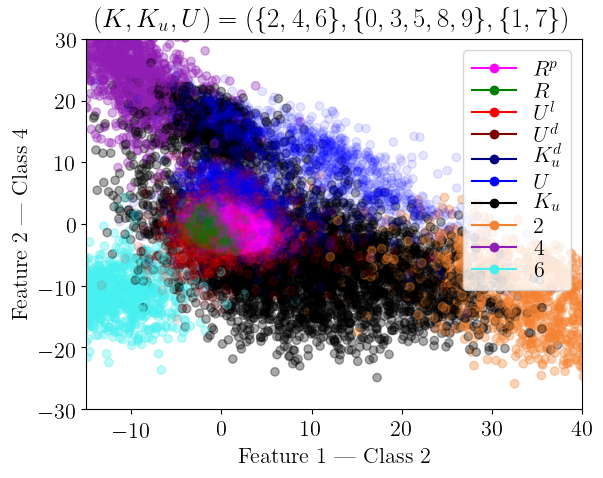 (K, K_u, U) = ({2, 4, 6}, {0, 3, 5, 8, 9}, {1, 7})
30
20
10
0
−10
−20
−30
Feature 2 — Class 4
R^p
R
U^l
U^d
K_u^d
U
K_u
2
4
6
−10
0
10
20
30
40
Feature 1 — Class 2